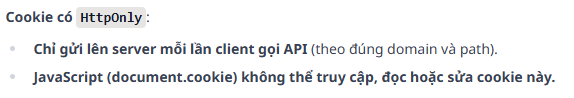 Cookie có HttpOnly:
Chỉ gửi lên server mỗi lần client gọi API (theo đúng domain và path).
JavaScript (document.cookie) không thể truy cập, đọc hoặc sửa cookie này.